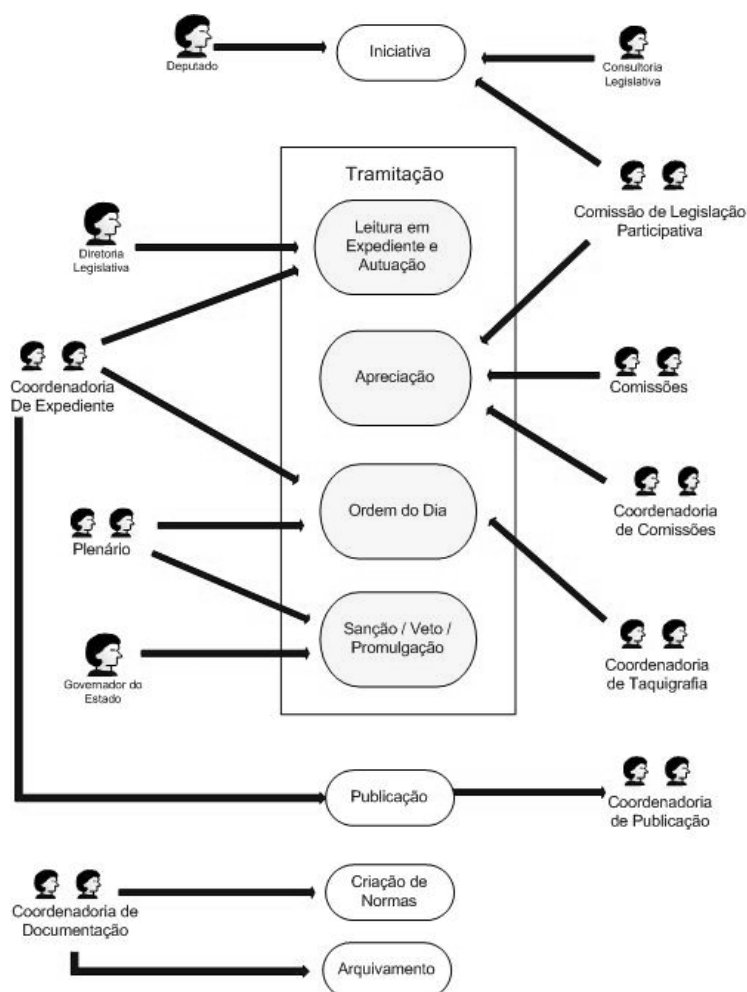 Deputado
Iniciativa
Consultoria
Legislativa
Tramitação
Comissão de Legislação
Participativa
Diretoria
Legislativa
Leitura em
Expediente e
Autuação
Coordenadoria
De Expediente
Apreciação
Comissões
Coordenadoria
de Comissões
Plenário
Ordem do Dia
Governador do
Estado
Sanção / Veto /
Promulgação
Coordenadoria
de Taquigrafia
Publicação
Coordenadoria
de Publicação
Coordenadoria de
Documentação
Criação de
Normas
Arquivamento